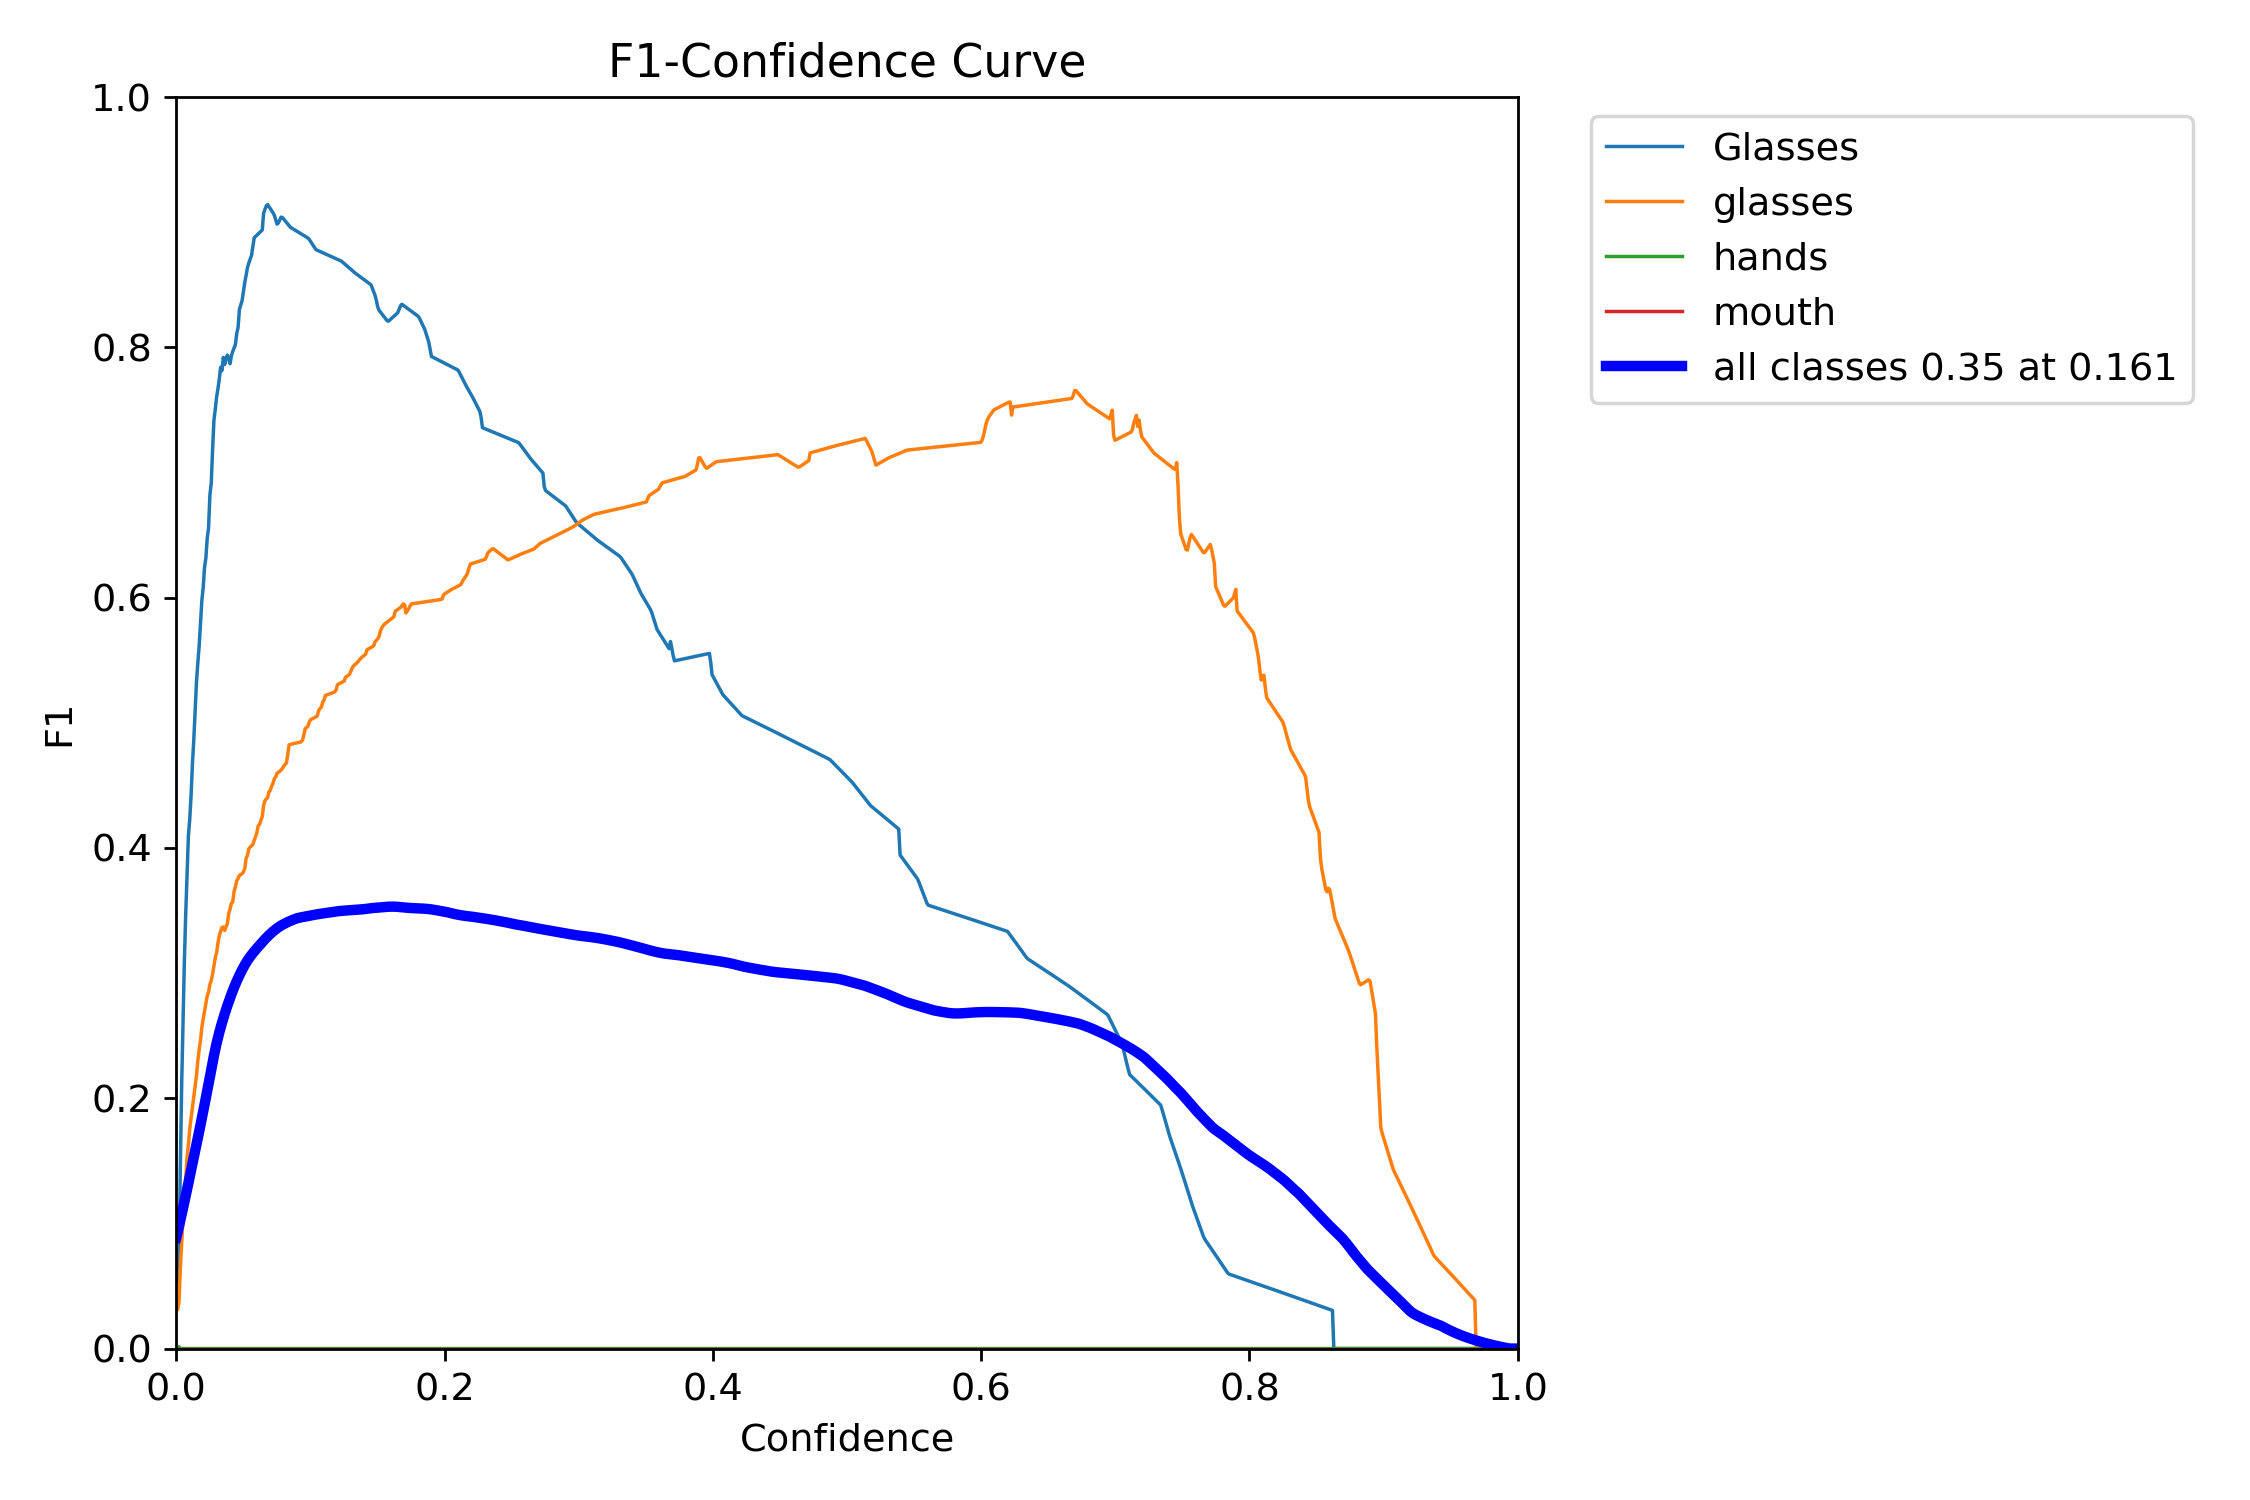 F1-Confidence Curve
1.0
0.8
0.6
0.4
0.2
0.0
F1
0.0 0.2 0.4 0.6 0.8 1.0
Confidence
Glasses
glasses
hands
mouth
all classes 0.35 at 0.161